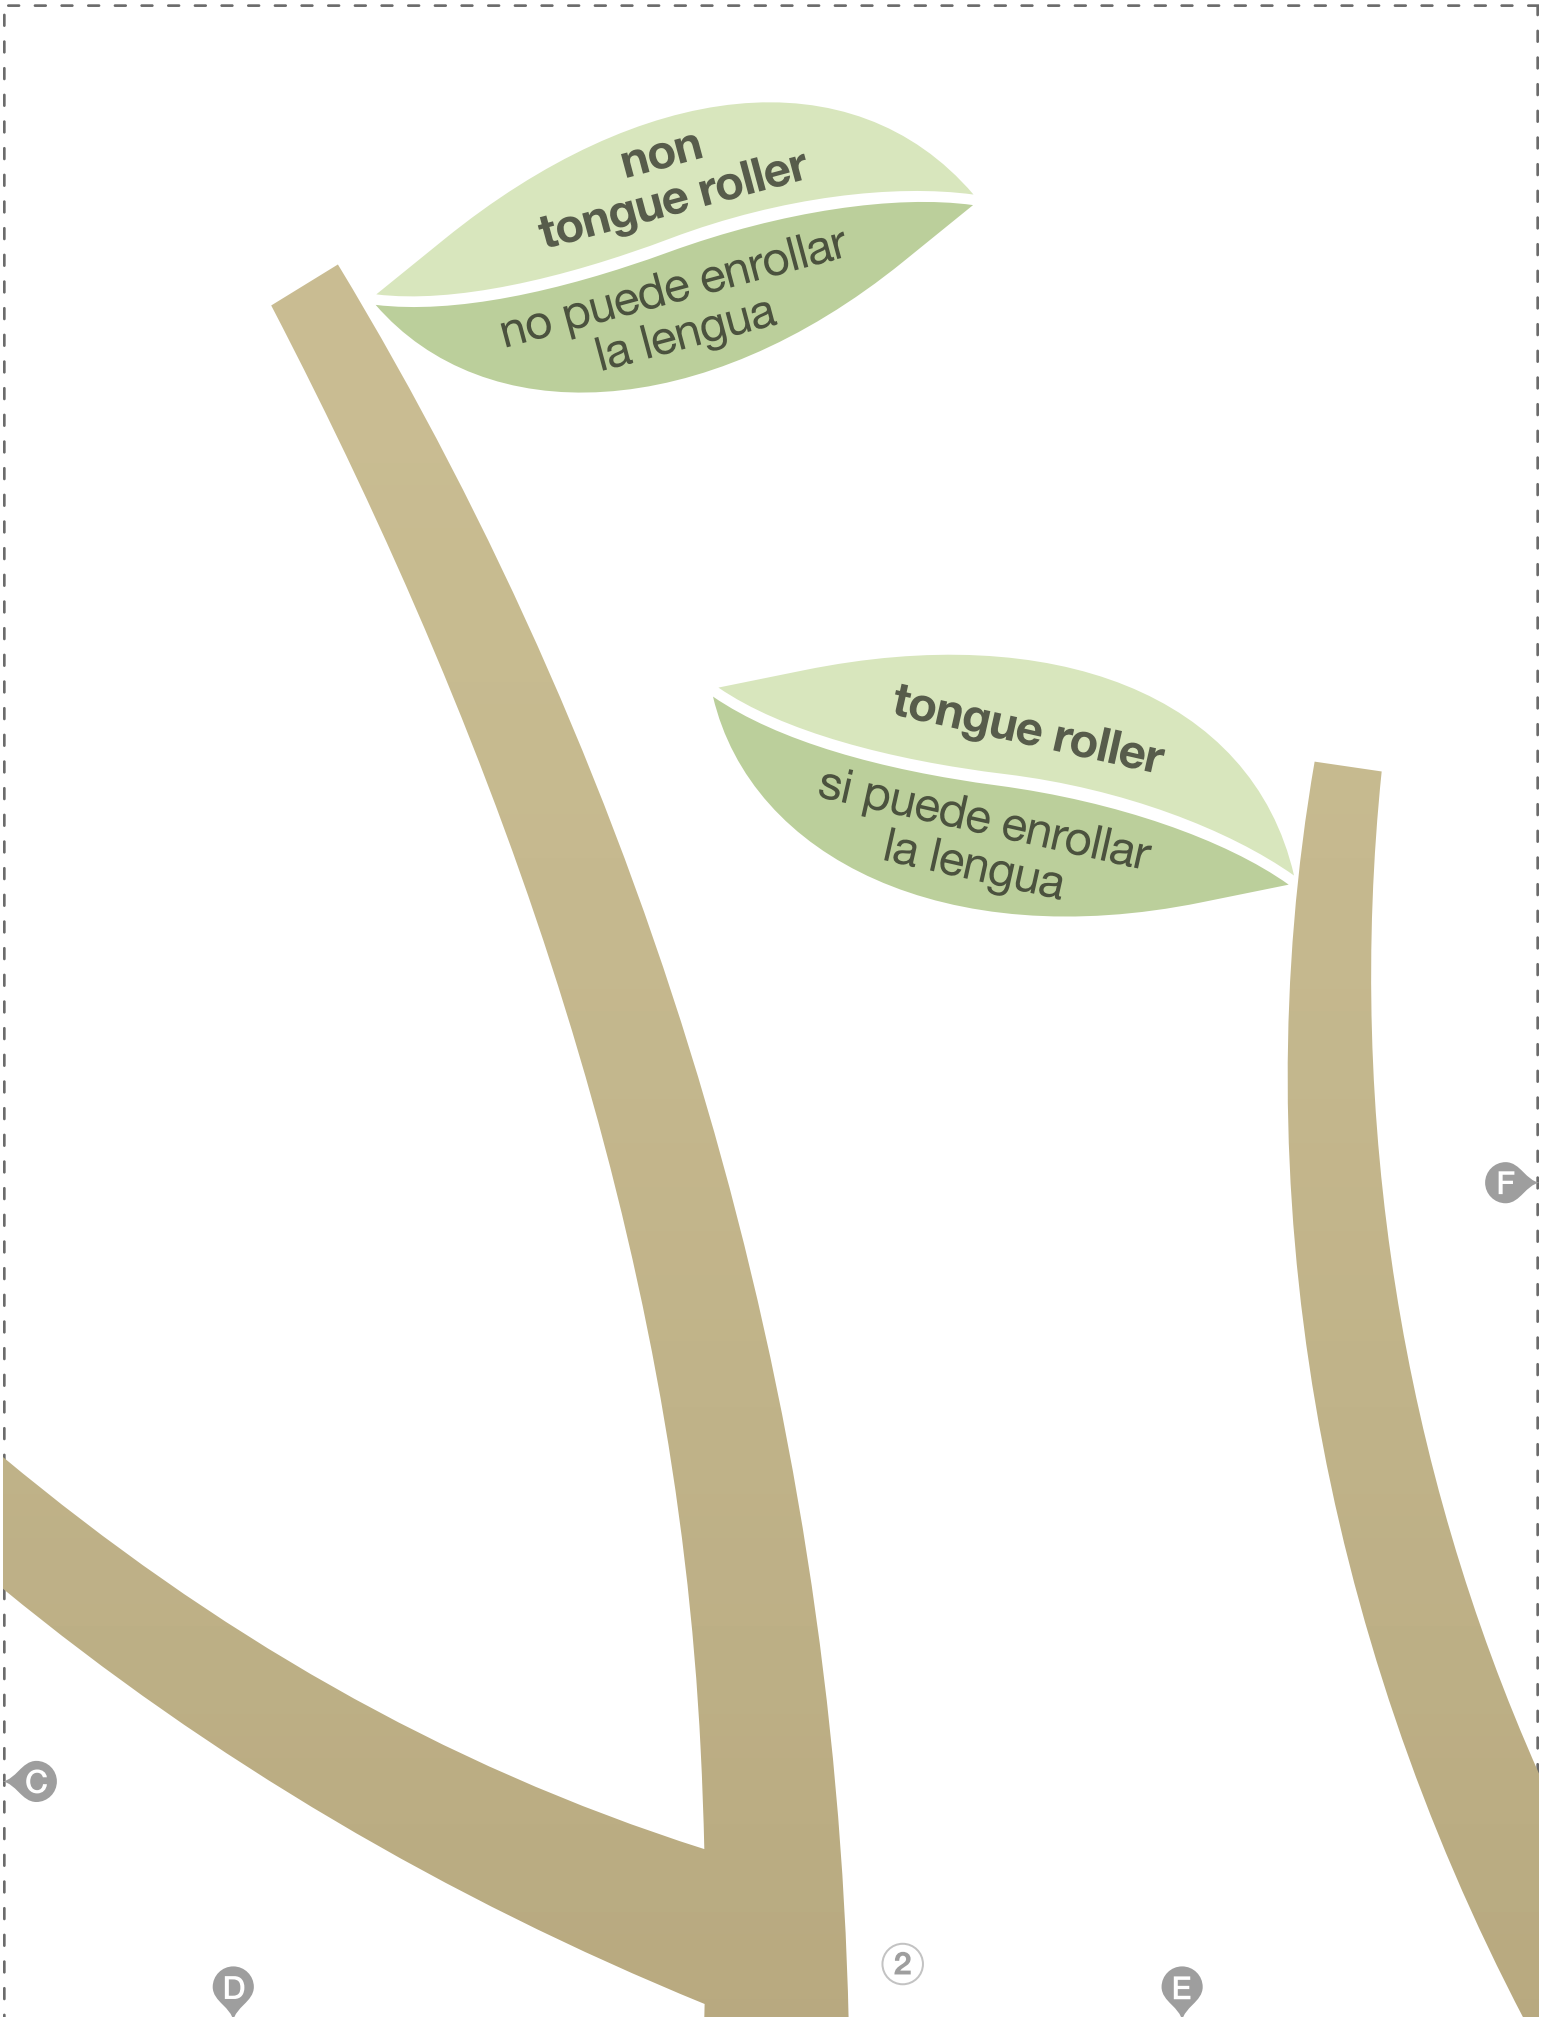 non
tongue roller
no puede enrollar
la lengua
tongue roller
si puede enrollar
la lengua
F
C
2
D
E